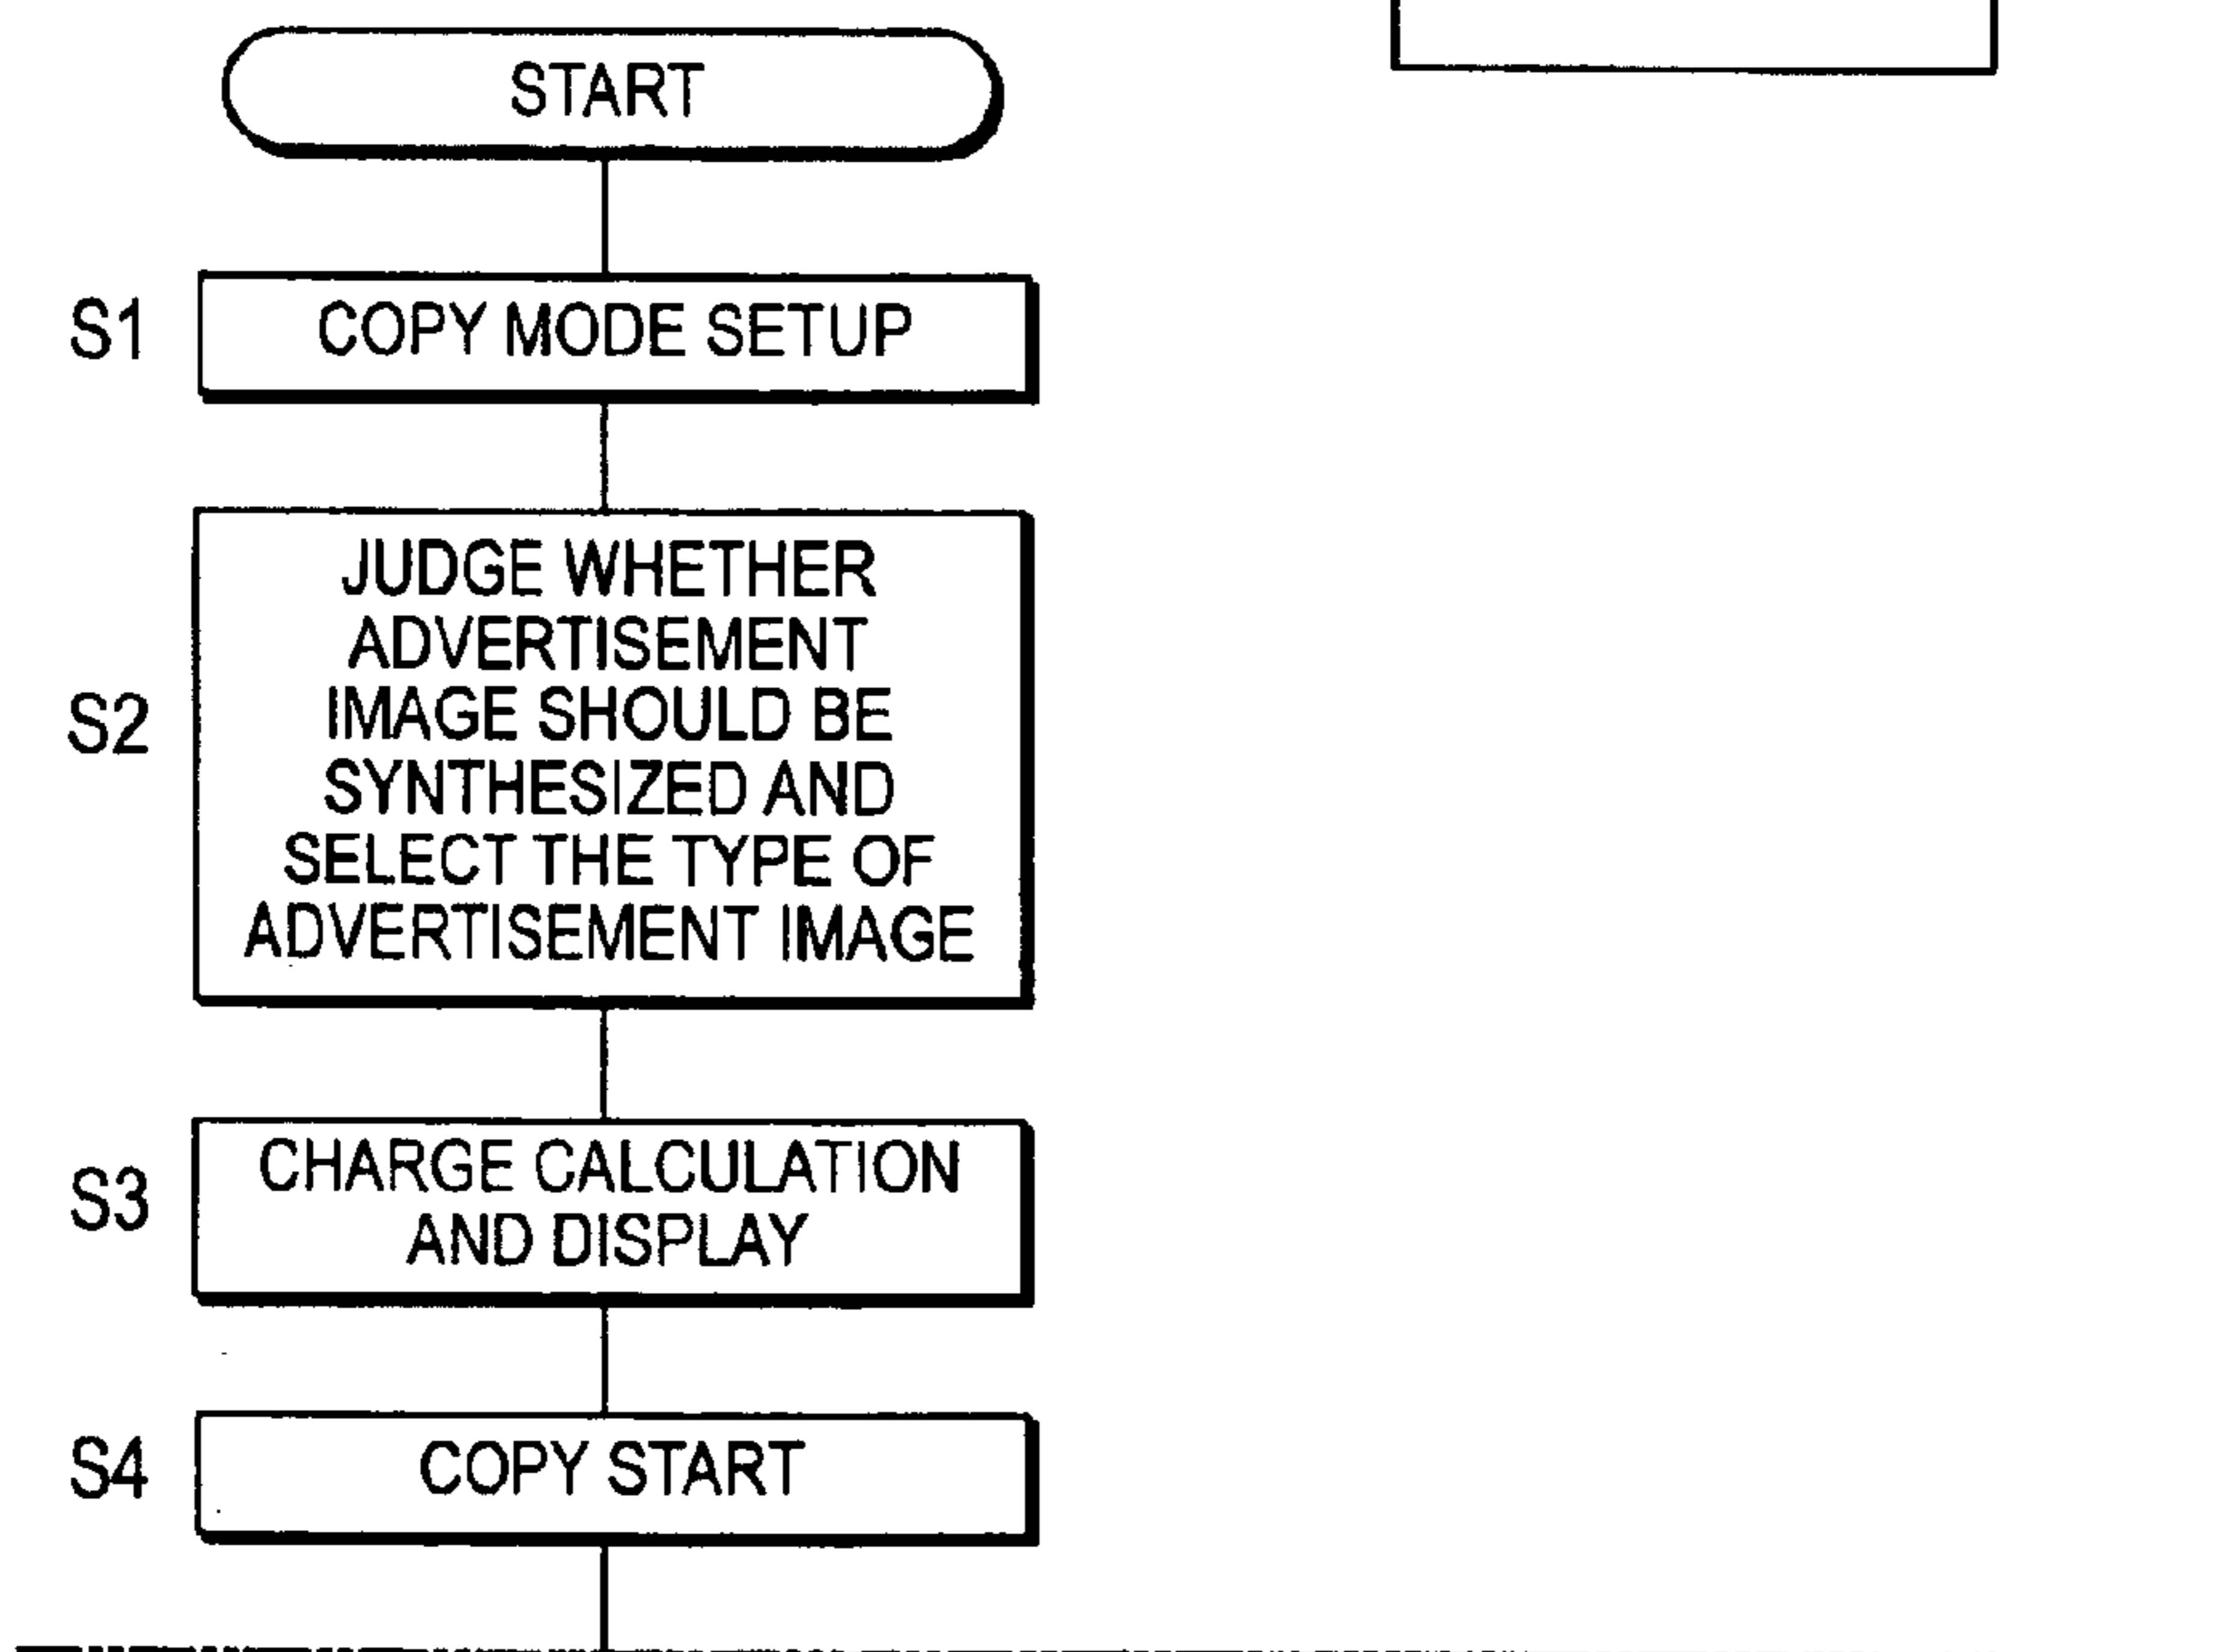 START
S1
COPY MODE SETUP
S2
JUDGE WHETHER
ADVERTISEMENT
IMAGE SHOULD BE
SYNTHESIZED AND
SELECT THE TYPE OF
ADVERTISEMENT IMAGE
S3
CHARGE CALCULATION
AND DISPLAY
S4
COPY START